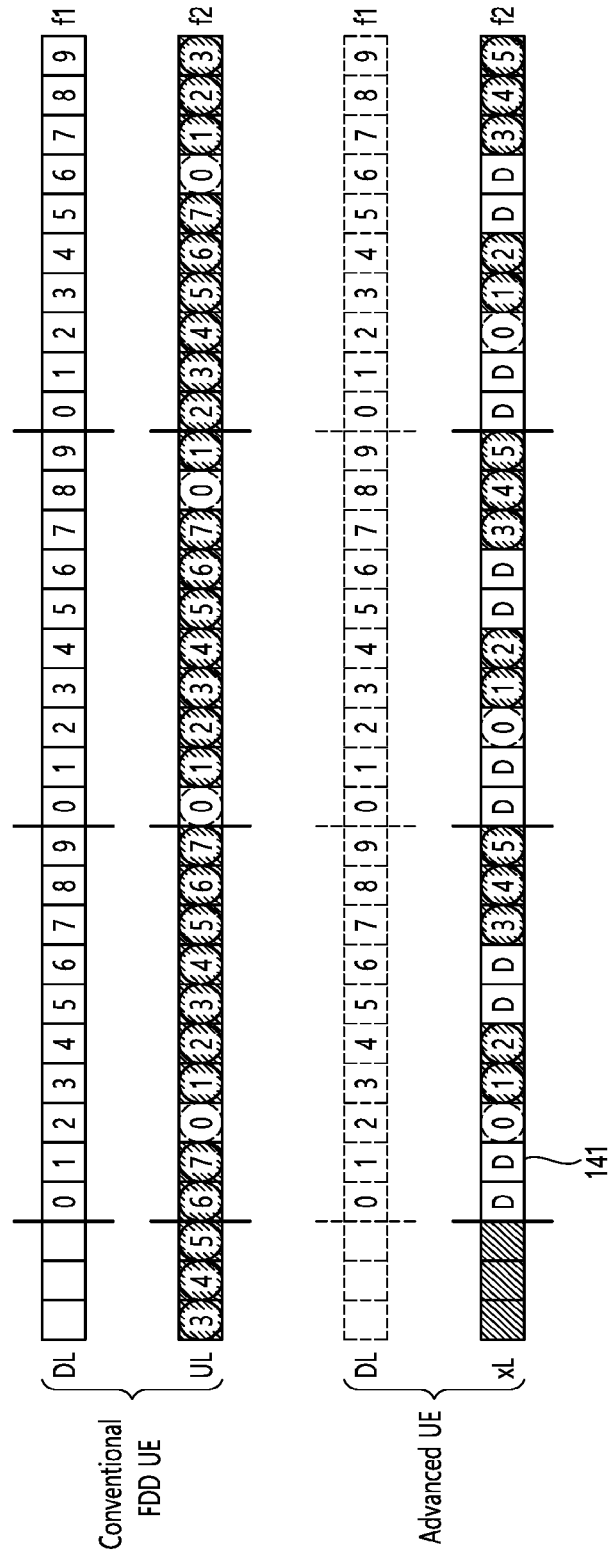 Conventional
FDD UE
DL 0 1 2 3 4 5 6 7 8 9 0 1 2 3 4 5 6 7 8 9 0 1 2 3 4 5 6 7 8 9 f1
UL 3 4 5 6 7 0 1 2 3 4 5 6 7 0 1 2 3 4 5 6 7 0 1 2 3 4 5 6 7 0 1 2 3 f2
Advanced UE
DL 0 1 2 3 4 5 6 7 8 9 0 1 2 3 4 5 6 7 8 9 0 1 2 3 4 5 6 7 8 9 f1
xL D D 0 1 2 D D 3 4 5 D D 0 1 2 D D 3 4 5 D D 0 1 2 D D 3 4 5 f2
141